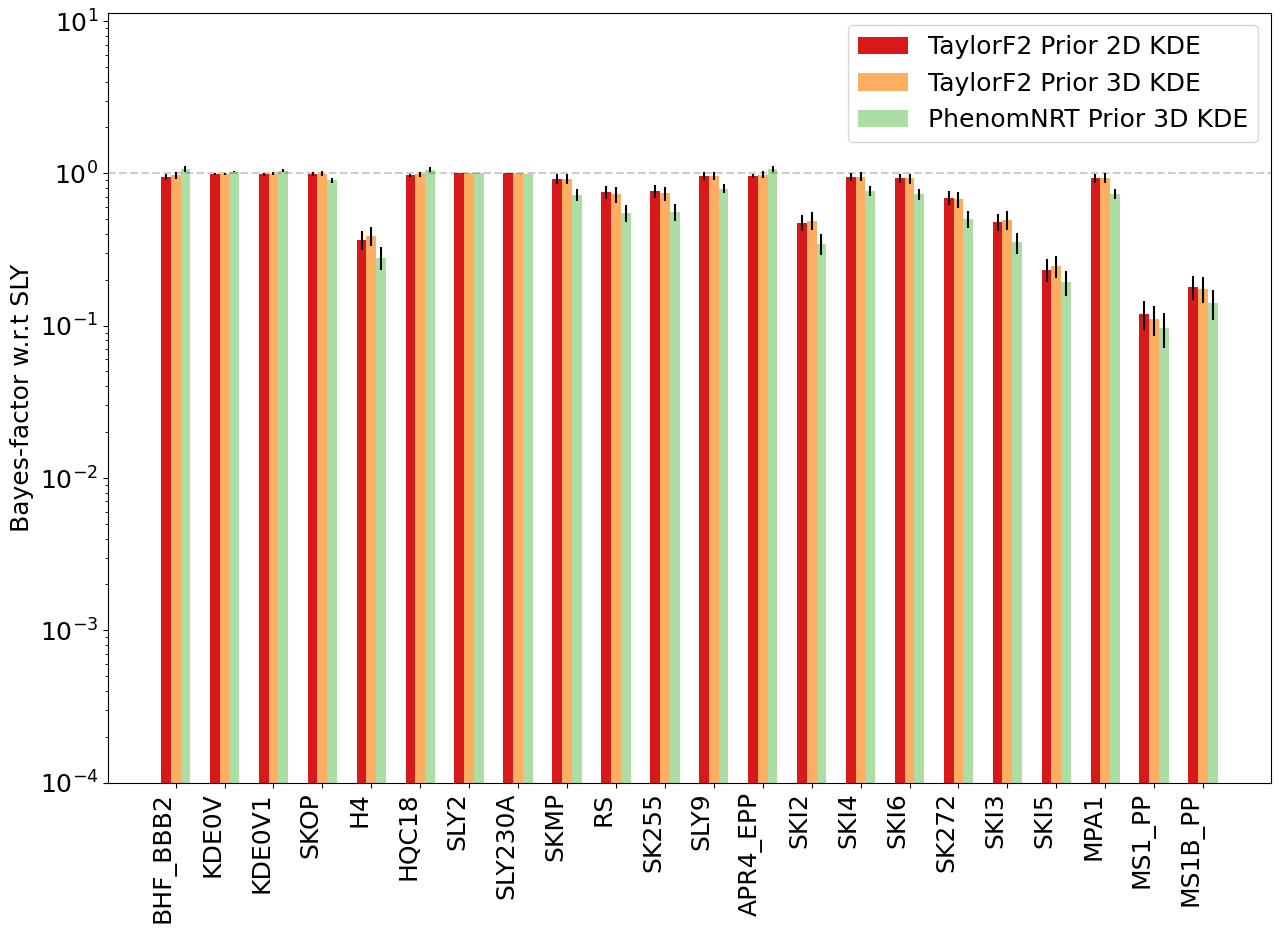 TaylorF2 Prior 2D KDE
TaylorF2 Prior 3D KDE
PhenomNRT Prior 3D KDE
Bayes-factor w.r.t SLY
10^1
10^0
10^−1
10^−2
10^−3
10^−4
BHF_BBB2
KDE0V
KDE0V1
SKOP
H4
HQC18
SLY2
SLY230A
SKMP
RS
SK255
SLY9
APR4_EPP
SKI2
SKI4
SKI6
SK272
SKI3
SKI5
MPA1
MS1_PP
MS1B_PP